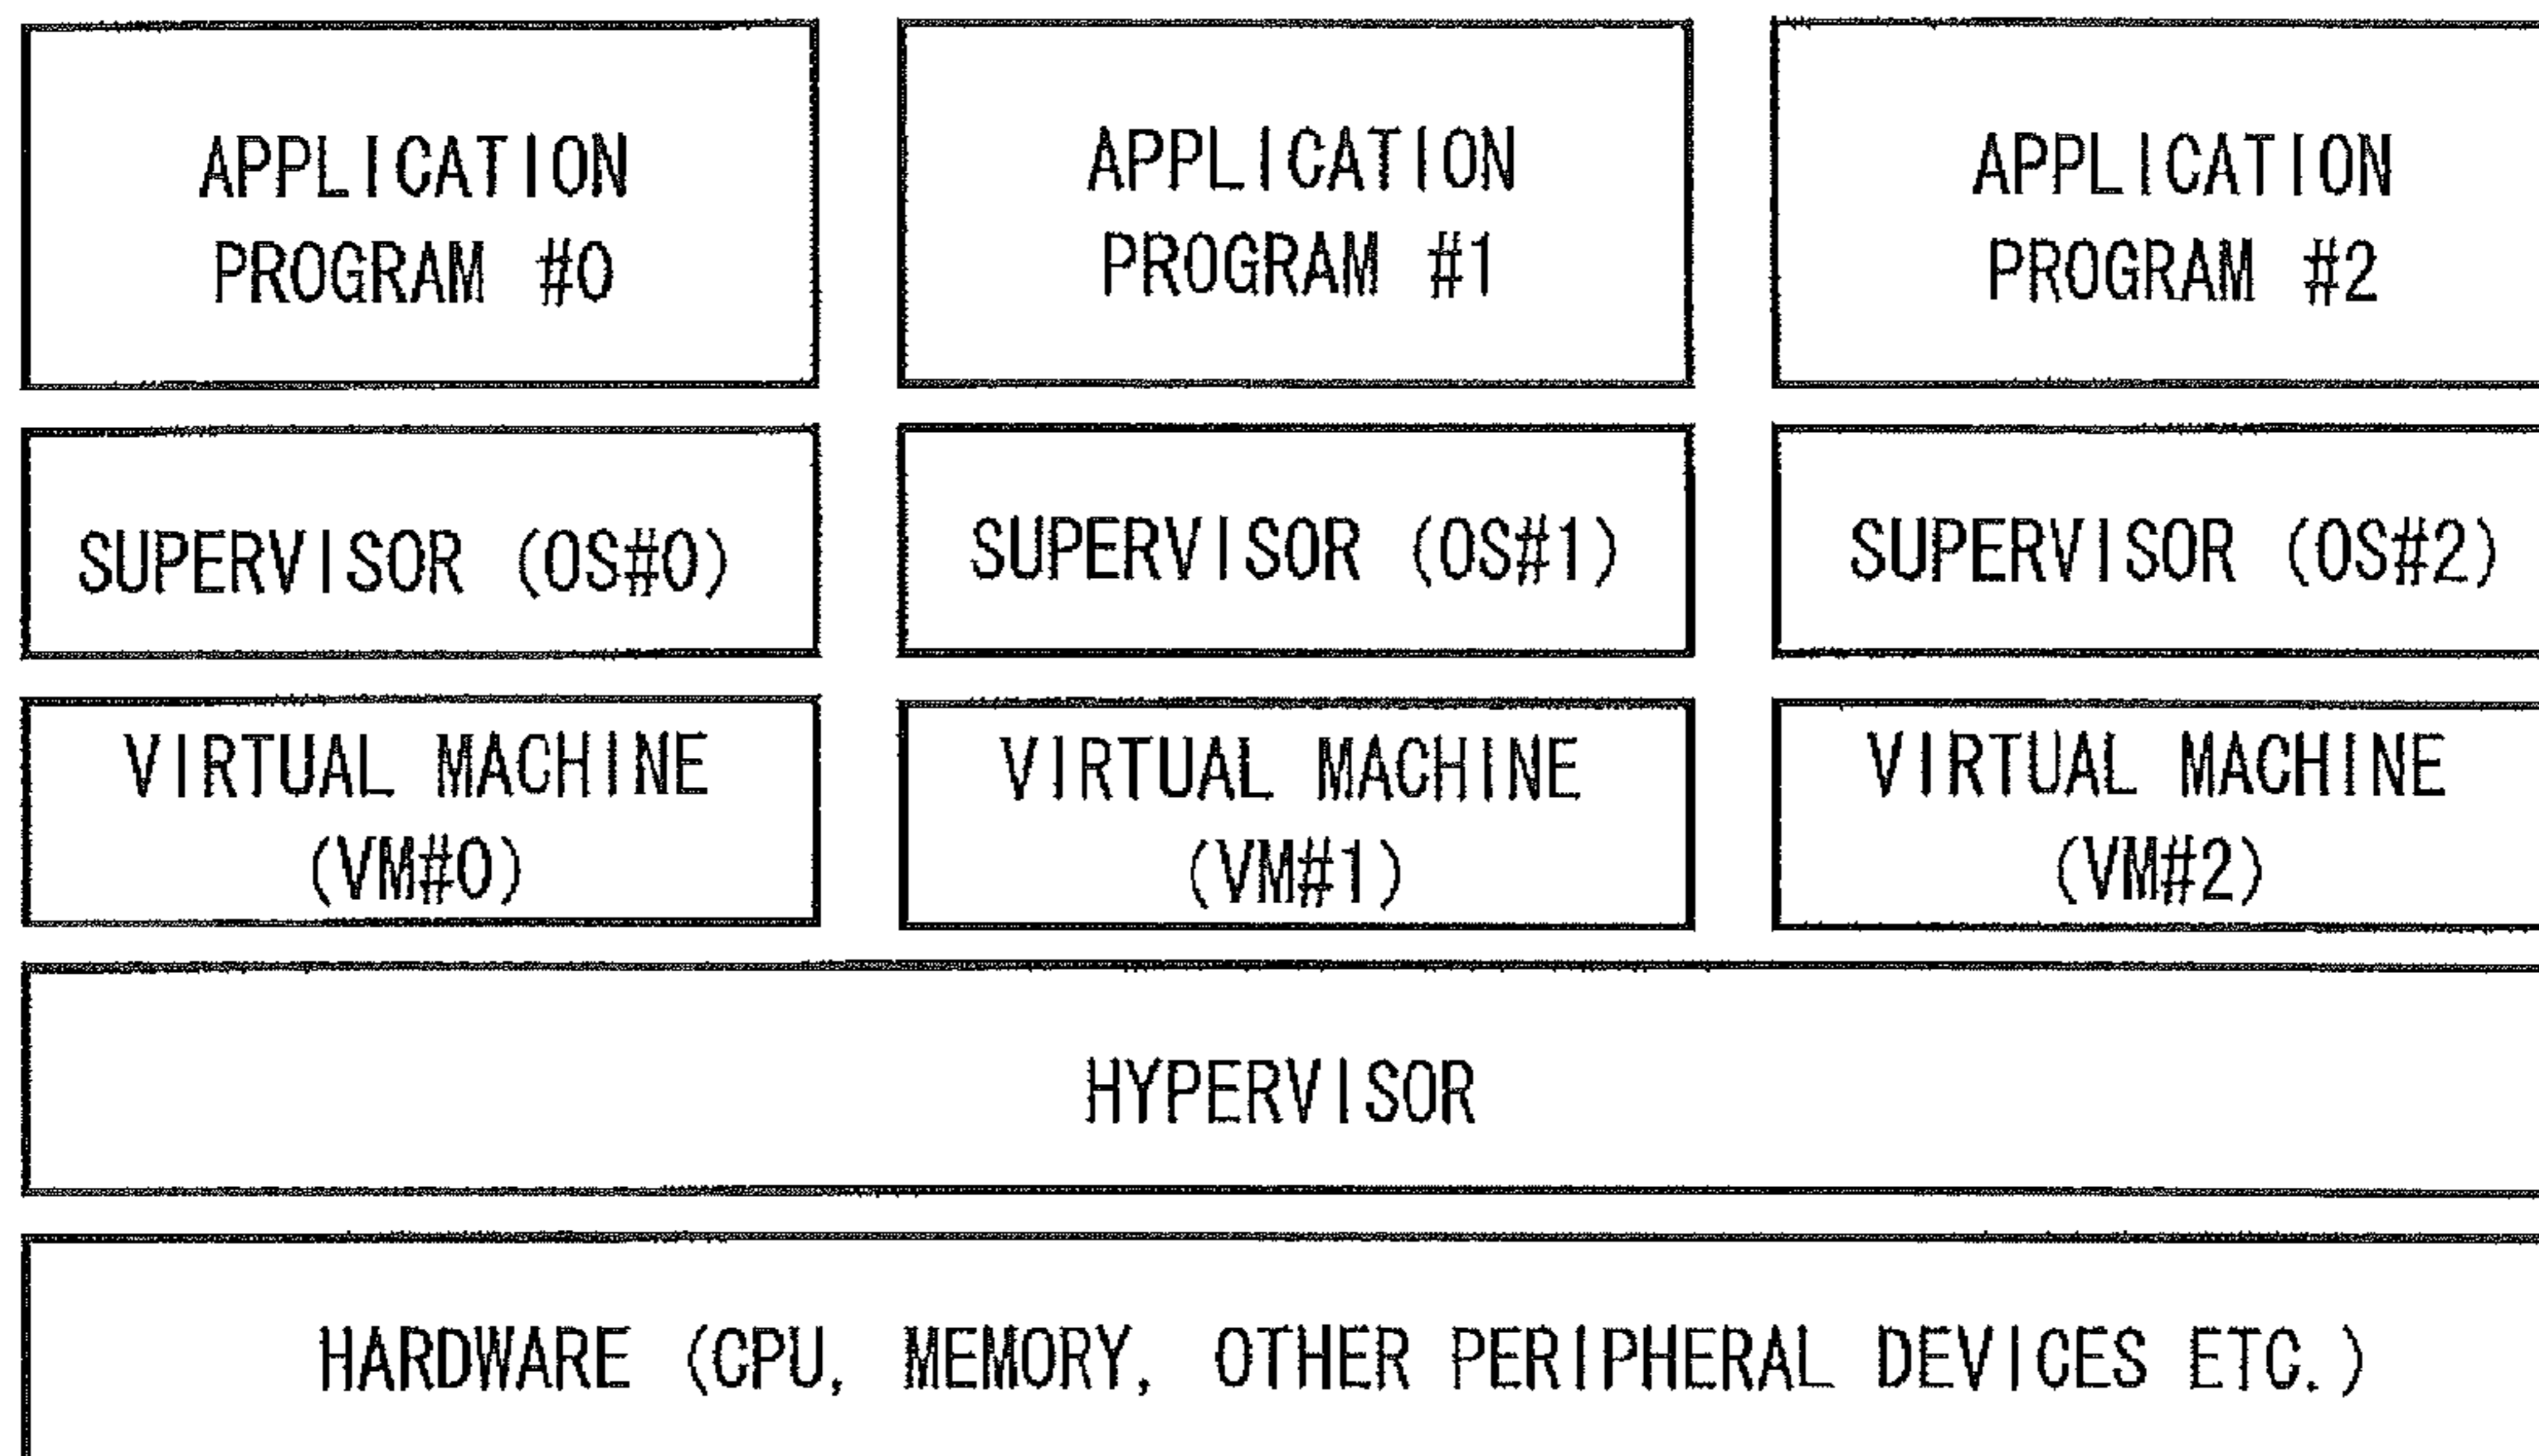 APPLICATION
PROGRAM #0
APPLICATION
PROGRAM #1
APPLICATION
PROGRAM #2
SUPERVISOR (OS#0)
SUPERVISOR (OS#1)
SUPERVISOR (OS#2)
VIRTUAL MACHINE
(VM#0)
VIRTUAL MACHINE
(VM#1)
VIRTUAL MACHINE
(VM#2)
HYPERVISOR
HARDWARE (CPU, MEMORY, OTHER PERIPHERAL DEVICES ETC.)